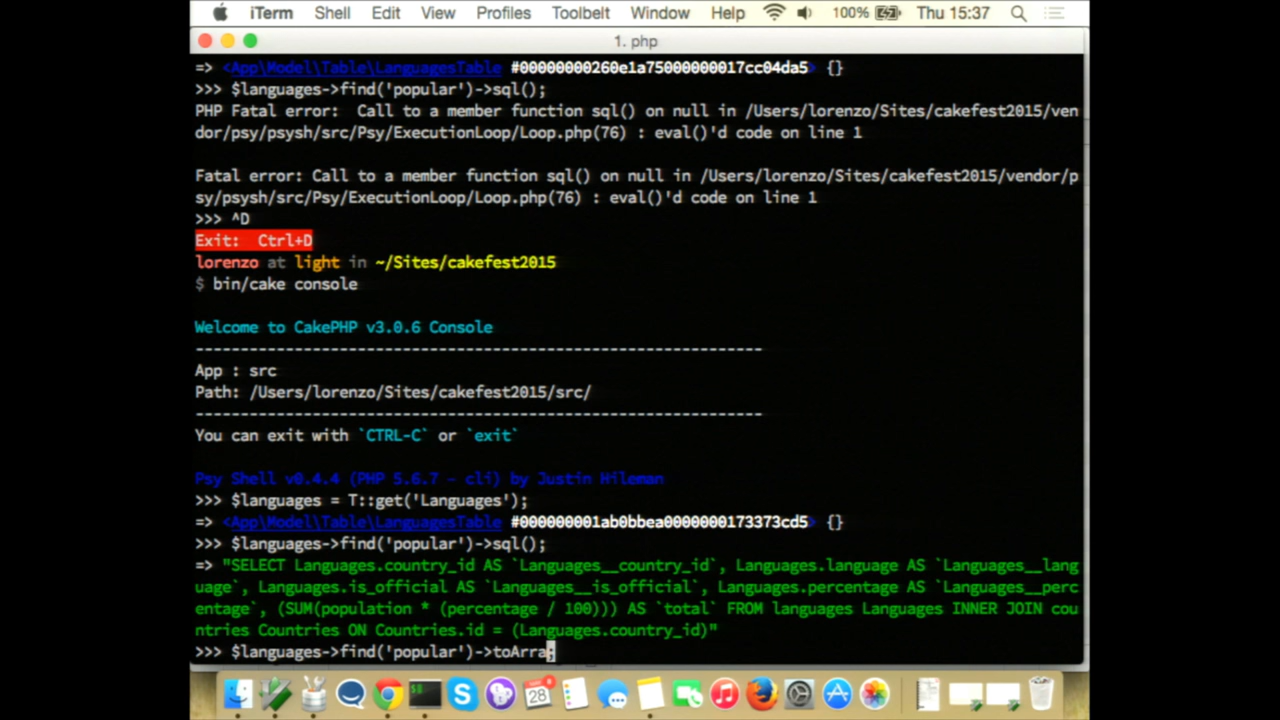 iTerm Shell Edit View Profiles Toolbelt Window Help 100% Thu 15:37
1. php
=> <App\Model\Table\LanguagesTable #00000000260e1a75000000017cc04da5> {}
>>> $languages->find('popular')->sql();
PHP Fatal error:  Call to a member function sql() on null in /Users/lorenzo/Sites/cakefest2015/ven
dor/psy/psysh/src/Psy/ExecutionLoop/Loop.php(76) : eval()'d code on line 1
Fatal error: Call to a member function sql() on null in /Users/lorenzo/Sites/cakefest2015/vendor/p
sy/psysh/src/Psy/ExecutionLoop/Loop.php(76) : eval()'d code on line 1
>>> ^D
Exit:  Ctrl+D
lorenzo at light in ~/Sites/cakefest2015
$ bin/cake console
Welcome to CakePHP v3.0.6 Console
---------------------------------------------------------------
App : src
Path: /Users/lorenzo/Sites/cakefest2015/src/
---------------------------------------------------------------
You can exit with `CTRL-C` or `exit`
Psy Shell v0.4.4 (PHP 5.6.7 – cli) by Justin Hileman
>>> $languages = T::get('Languages');
=> <App\Model\Table\LanguagesTable #000000001ab0bbea0000000173373cd5> {}
>>> $languages->find('popular')->sql();
=> "SELECT Languages.country_id AS `Languages__country_id`, Languages.language AS `Languages__lang
uage`, Languages.is_official AS `Languages__is_official`, Languages.percentage AS `Languages__perc
entage`, (SUM(population * (percentage / 100))) AS `total` FROM languages Languages INNER JOIN cou
ntries Countries ON Countries.id = (Languages.country_id)"
>>> $languages->find('popular')->toArra;
28